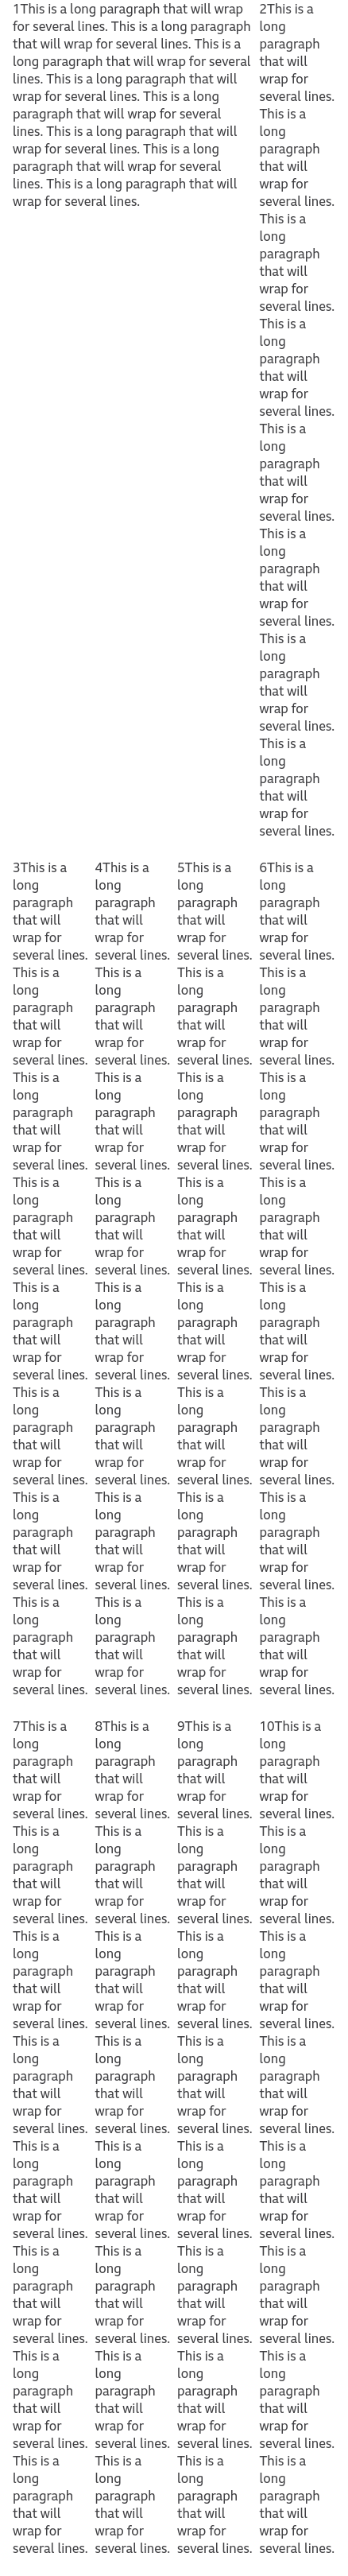 1This is a long paragraph that will wrap
for several lines. This is a long paragraph
that will wrap for several lines. This is a
long paragraph that will wrap for several
lines. This is a long paragraph that will
wrap for several lines. This is a long
paragraph that will wrap for several
lines. This is a long paragraph that will
wrap for several lines. This is a long
paragraph that will wrap for several
lines. This is a long paragraph that will
wrap for several lines.
2This is a
long
paragraph
that will
wrap for
several lines.
This is a
long
paragraph
that will
wrap for
several lines.
This is a
long
paragraph
that will
wrap for
several lines.
This is a
long
paragraph
that will
wrap for
several lines.
This is a
long
paragraph
that will
wrap for
several lines.
This is a
long
paragraph
that will
wrap for
several lines.
This is a
long
paragraph
that will
wrap for
several lines.
This is a
long
paragraph
that will
wrap for
several lines.
3This is a
long
paragraph
that will
wrap for
several lines.
This is a
long
paragraph
that will
wrap for
several lines.
This is a
long
paragraph
that will
wrap for
several lines.
This is a
long
paragraph
that will
wrap for
several lines.
This is a
long
paragraph
that will
wrap for
several lines.
This is a
long
paragraph
that will
wrap for
several lines.
This is a
long
paragraph
that will
wrap for
several lines.
This is a
long
paragraph
that will
wrap for
several lines.
4This is a
long
paragraph
that will
wrap for
several lines.
This is a
long
paragraph
that will
wrap for
several lines.
This is a
long
paragraph
that will
wrap for
several lines.
This is a
long
paragraph
that will
wrap for
several lines.
This is a
long
paragraph
that will
wrap for
several lines.
This is a
long
paragraph
that will
wrap for
several lines.
This is a
long
paragraph
that will
wrap for
several lines.
This is a
long
paragraph
that will
wrap for
several lines.
5This is a
long
paragraph
that will
wrap for
several lines.
This is a
long
paragraph
that will
wrap for
several lines.
This is a
long
paragraph
that will
wrap for
several lines.
This is a
long
paragraph
that will
wrap for
several lines.
This is a
long
paragraph
that will
wrap for
several lines.
This is a
long
paragraph
that will
wrap for
several lines.
This is a
long
paragraph
that will
wrap for
several lines.
This is a
long
paragraph
that will
wrap for
several lines.
6This is a
long
paragraph
that will
wrap for
several lines.
This is a
long
paragraph
that will
wrap for
several lines.
This is a
long
paragraph
that will
wrap for
several lines.
This is a
long
paragraph
that will
wrap for
several lines.
This is a
long
paragraph
that will
wrap for
several lines.
This is a
long
paragraph
that will
wrap for
several lines.
This is a
long
paragraph
that will
wrap for
several lines.
This is a
long
paragraph
that will
wrap for
several lines.
7This is a
long
paragraph
that will
wrap for
several lines.
This is a
long
paragraph
that will
wrap for
several lines.
This is a
long
paragraph
that will
wrap for
several lines.
This is a
long
paragraph
that will
wrap for
several lines.
This is a
long
paragraph
that will
wrap for
several lines.
This is a
long
paragraph
that will
wrap for
several lines.
This is a
long
paragraph
that will
wrap for
several lines.
This is a
long
paragraph
that will
wrap for
several lines.
8This is a
long
paragraph
that will
wrap for
several lines.
This is a
long
paragraph
that will
wrap for
several lines.
This is a
long
paragraph
that will
wrap for
several lines.
This is a
long
paragraph
that will
wrap for
several lines.
This is a
long
paragraph
that will
wrap for
several lines.
This is a
long
paragraph
that will
wrap for
several lines.
This is a
long
paragraph
that will
wrap for
several lines.
This is a
long
paragraph
that will
wrap for
several lines.
9This is a
long
paragraph
that will
wrap for
several lines.
This is a
long
paragraph
that will
wrap for
several lines.
This is a
long
paragraph
that will
wrap for
several lines.
This is a
long
paragraph
that will
wrap for
several lines.
This is a
long
paragraph
that will
wrap for
several lines.
This is a
long
paragraph
that will
wrap for
several lines.
This is a
long
paragraph
that will
wrap for
several lines.
This is a
long
paragraph
that will
wrap for
several lines.
10This is a
long
paragraph
that will
wrap for
several lines.
This is a
long
paragraph
that will
wrap for
several lines.
This is a
long
paragraph
that will
wrap for
several lines.
This is a
long
paragraph
that will
wrap for
several lines.
This is a
long
paragraph
that will
wrap for
several lines.
This is a
long
paragraph
that will
wrap for
several lines.
This is a
long
paragraph
that will
wrap for
several lines.
This is a
long
paragraph
that will
wrap for
several lines.